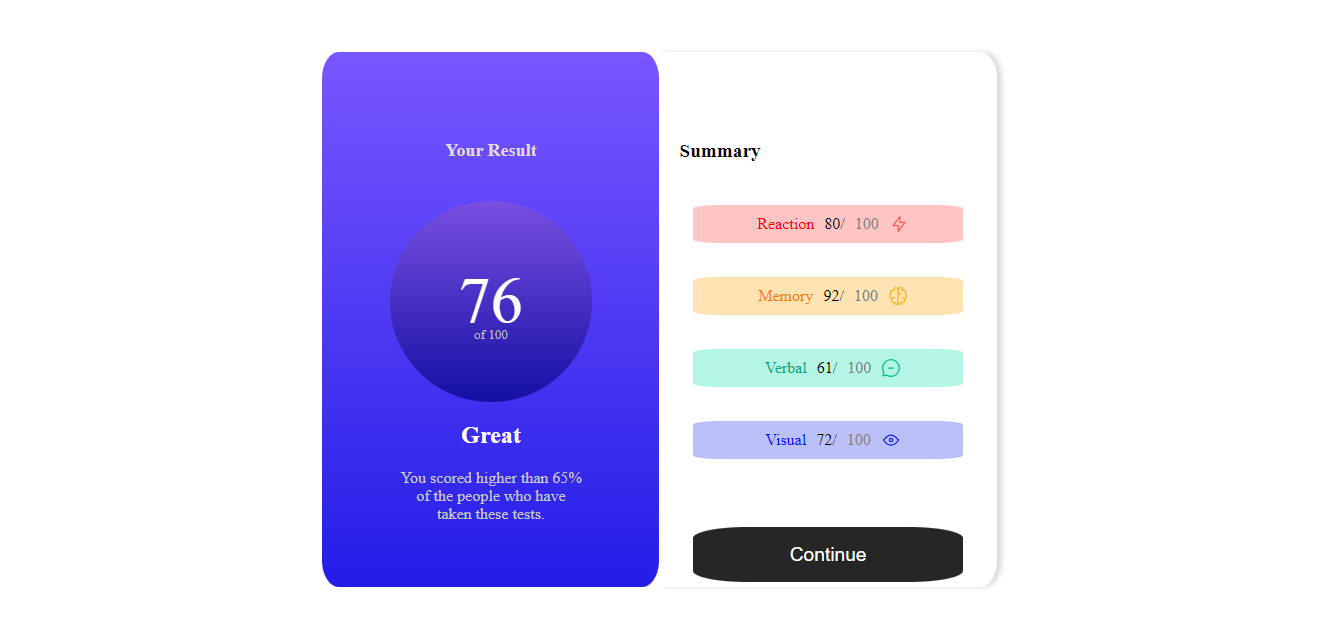 Your Result
76
of 100
Great
You scored higher than 65%
of the people who have
taken these tests.
Summary
Reaction 80/ 100
Memory 92/ 100
Verbal 61/ 100
Visual 72/ 100
Continue